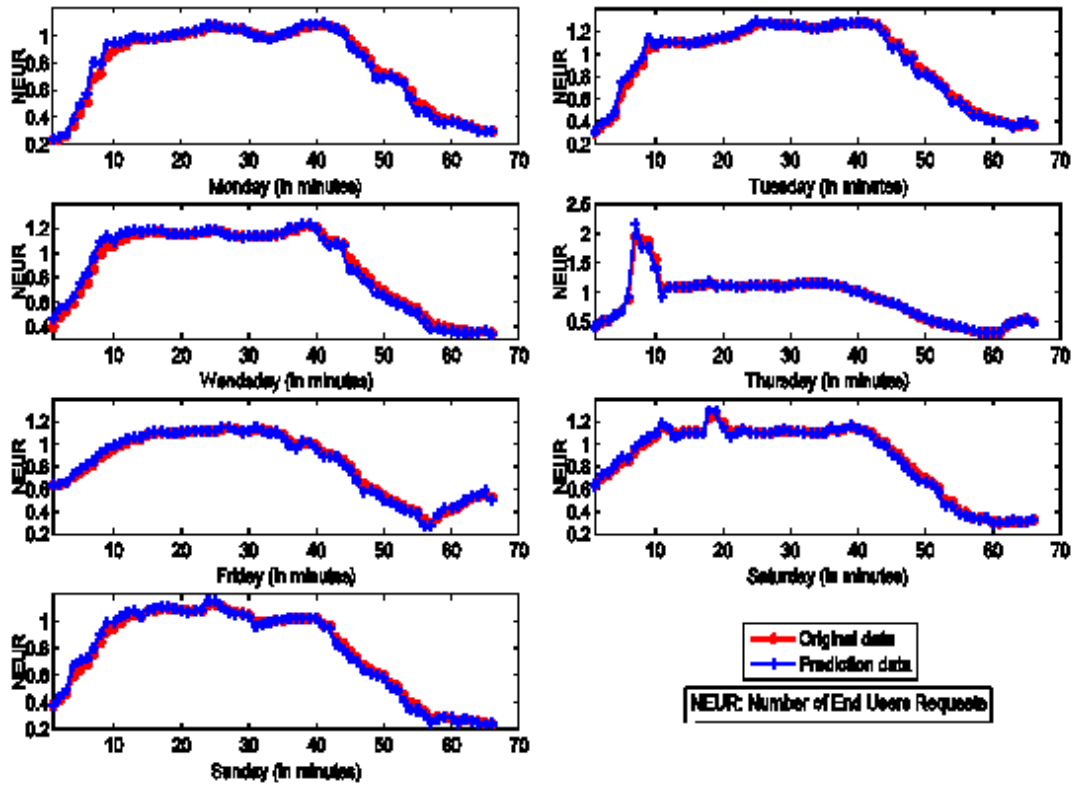 NEUR
1
0.8
0.6
0.4
0.2
10 20 30 40 50 60 70
Monday (in minutes)
NEUR
1.2
1
0.8
0.6
0.4
0.2
10 20 30 40 50 60 70
Tuesday (in minutes)
NEUR
1.2
1
0.8
0.6
0.4
10 20 30 40 50 60 70
Wendsday (in minutes)
NEUR
2.5
2
1.5
1
0.5
10 20 30 40 50 60 70
Thursday (in minutes)
NEUR
1.2
1
0.8
0.6
0.4
0.2
10 20 30 40 50 60 70
Friday (in minutes)
NEUR
1.2
1
0.8
0.6
0.4
0.2
10 20 30 40 50 60 70
Saturday (in minutes)
NEUR
1
0.8
0.6
0.4
0.2
10 20 30 40 50 60 70
Sunday (in minutes)
Original data
Prediction data
NEUR: Number of End Users Requests